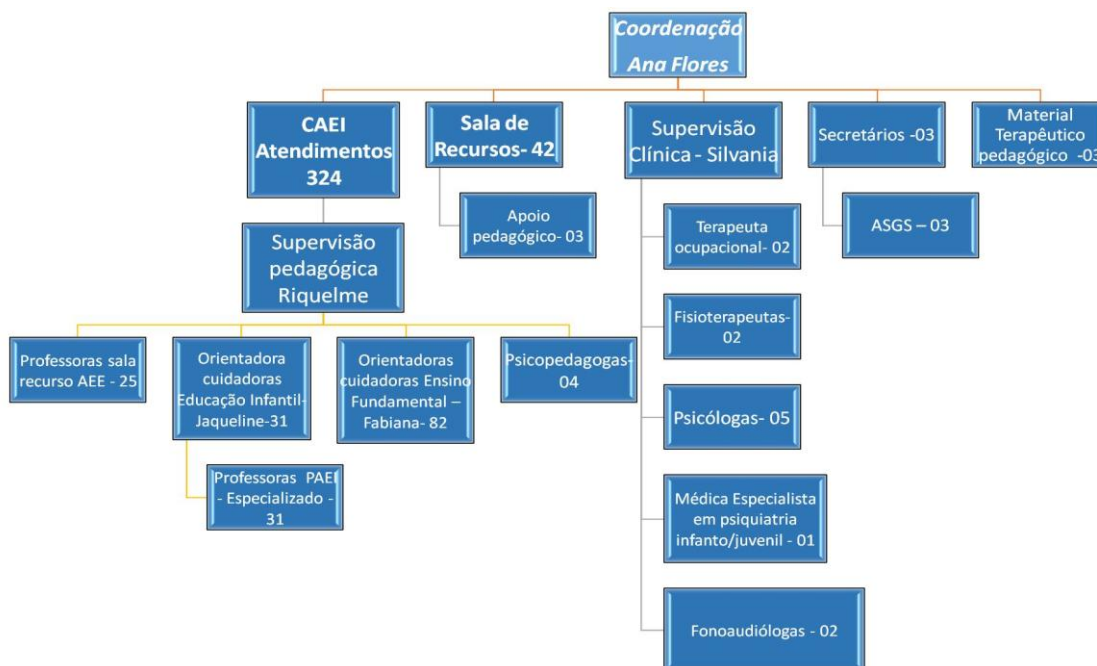 Coordenação
Ana Flores
CAEI
Atendimentos
324
Sala de
Recursos- 42
Supervisão
Clínica - Silvania
Secretários -03
Material
Terapêutico
pedagógico -03
Apoio
pedagógico- 03
Terapeuta
ocupacional- 02
ASGS – 03
Supervisão
pedagógica
Riquelme
Fisioterapeutas-
02
Professoras sala
recurso AEE - 25
Orientadora
cuidadoras
Educação Infantil-
Jaqueline-31
Orientadoras
cuidadoras Ensino
Fundamental –
Fabiana- 82
Psicopedagogas-
04
Psicólogas- 05
Professoras PAEI
- Especializado -
31
Médica Especialista
em psiquiatria
infanto/juvenil - 01
Fonoaudiólogas - 02